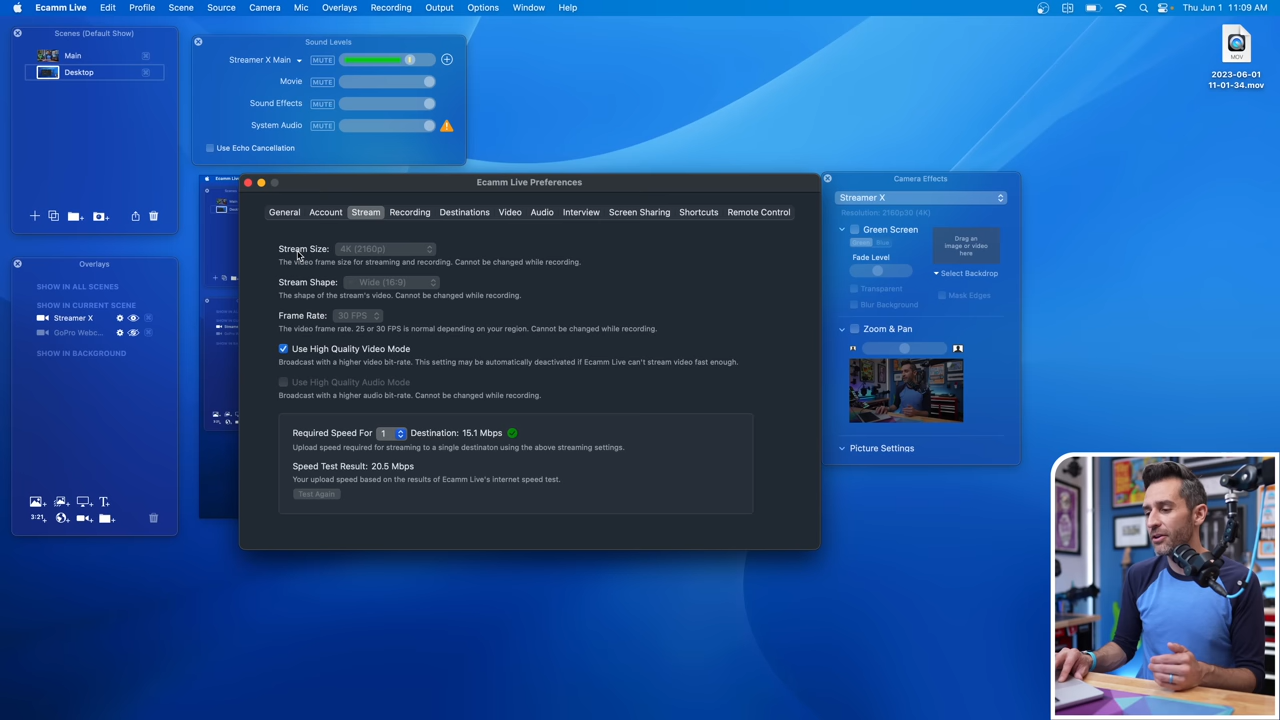 Ecamm Live Edit Profile Scene Source Camera Mic Overlays Recording Output Options Window Help Thu Jun 1 11:09 AM
Scenes (Default Show)
Main
Desktop
Sound Levels
Streamer X Main MUTE
Movie MUTE
Sound Effects MUTE
System Audio MUTE
Use Echo Cancellation
MOV
2023-06-01
11-01-34.mov
Overlays
SHOW IN ALL SCENES
SHOW IN CURRENT SCENE
Streamer X
GoPro Webc...
SHOW IN BACKGROUND
T+
3:21+
Ecamm Live Preferences
General Account Stream Recording Destinations Video Audio Interview Screen Sharing Shortcuts Remote Control
Stream Size: 4K (2160p)
The video frame size for streaming and recording. Cannot be changed while recording.
Stream Shape: Wide (16:9)
The shape of the stream's video. Cannot be changed while recording.
Frame Rate: 30 FPS
The video frame rate. 25 or 30 FPS is normal depending on your region. Cannot be changed while recording.
Use High Quality Video Mode
Broadcast with a higher video bit-rate. This setting may be automatically deactivated if Ecamm Live can't stream video fast enough.
Use High Quality Audio Mode
Broadcast with a higher audio bit-rate. Cannot be changed while recording.
Required Speed For 1 Destination: 15.1 Mbps
Upload speed required for streaming to a single destinaton using the above streaming settings.
Speed Test Result: 20.5 Mbps
Your upload speed based on the results of Ecamm Live's internet speed test.
Test Again
Camera Effects
Streamer X
Resolution: 2160p30 (4K)
Green Screen
Green Blue
Fade Level
Drag an
image or video
here
Select Backdrop
Transparent
Mask Edges
Blur Background
Zoom & Pan
Picture Settings